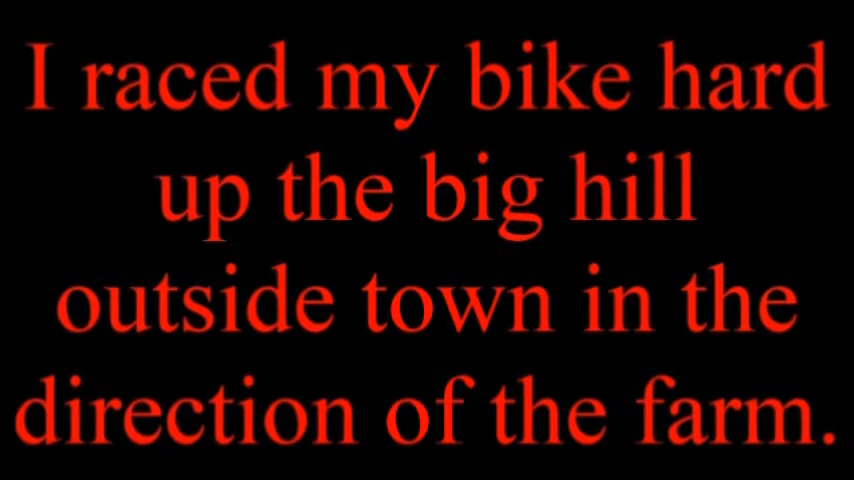 I raced my bike hard
up the big hill
outside town in the
direction of the farm.